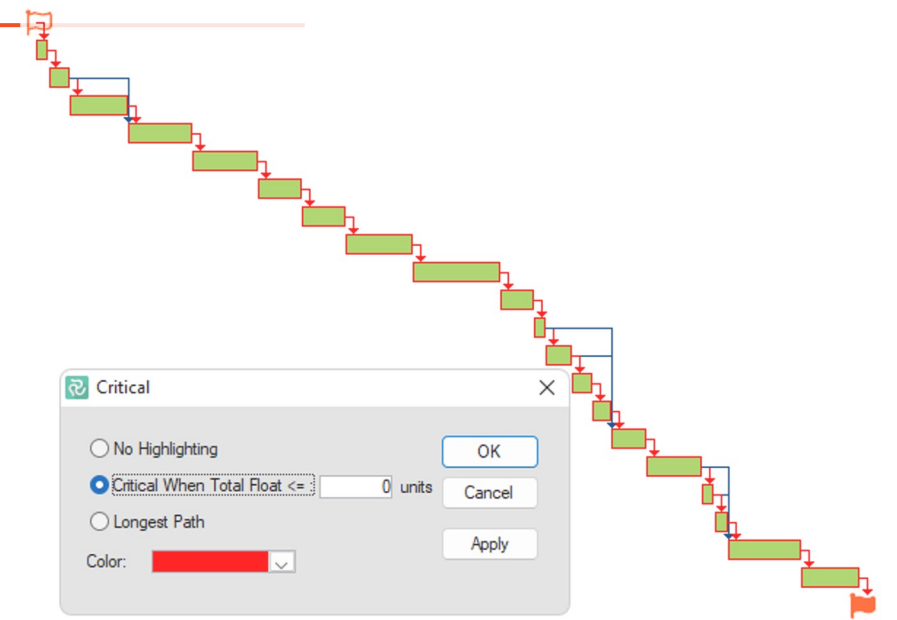 Critical
No Highlighting
OK
Critical When Total Float <= : 0 units
Cancel
Longest Path
Apply
Color: